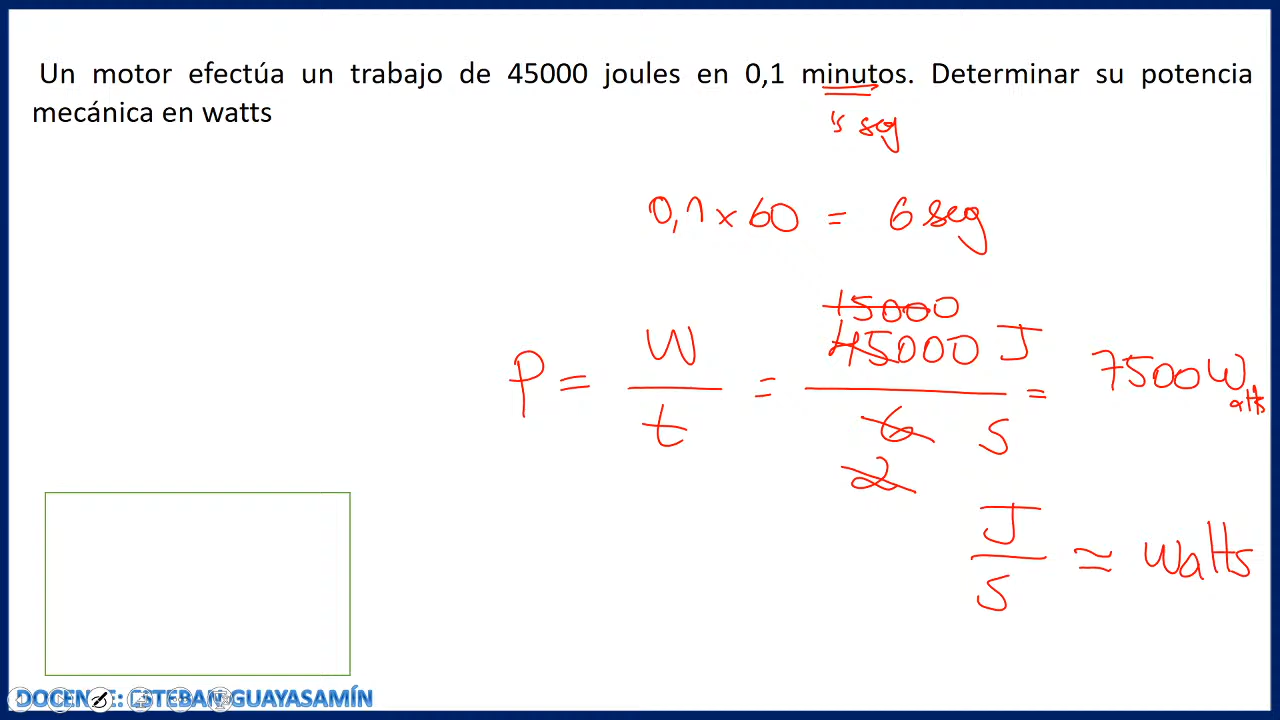 Un motor efectúa un trabajo de 45000 joules en 0,1 minutos. Determinar su potencia
mecánica en watts
seg
0,1 x 60 = 6 seg
15000
P = W / t = 45000 J / 6 s = 7500 Watts
2
J / s ≃ watts
DOCENTE: ESTEBAN GUAYASAMÍN